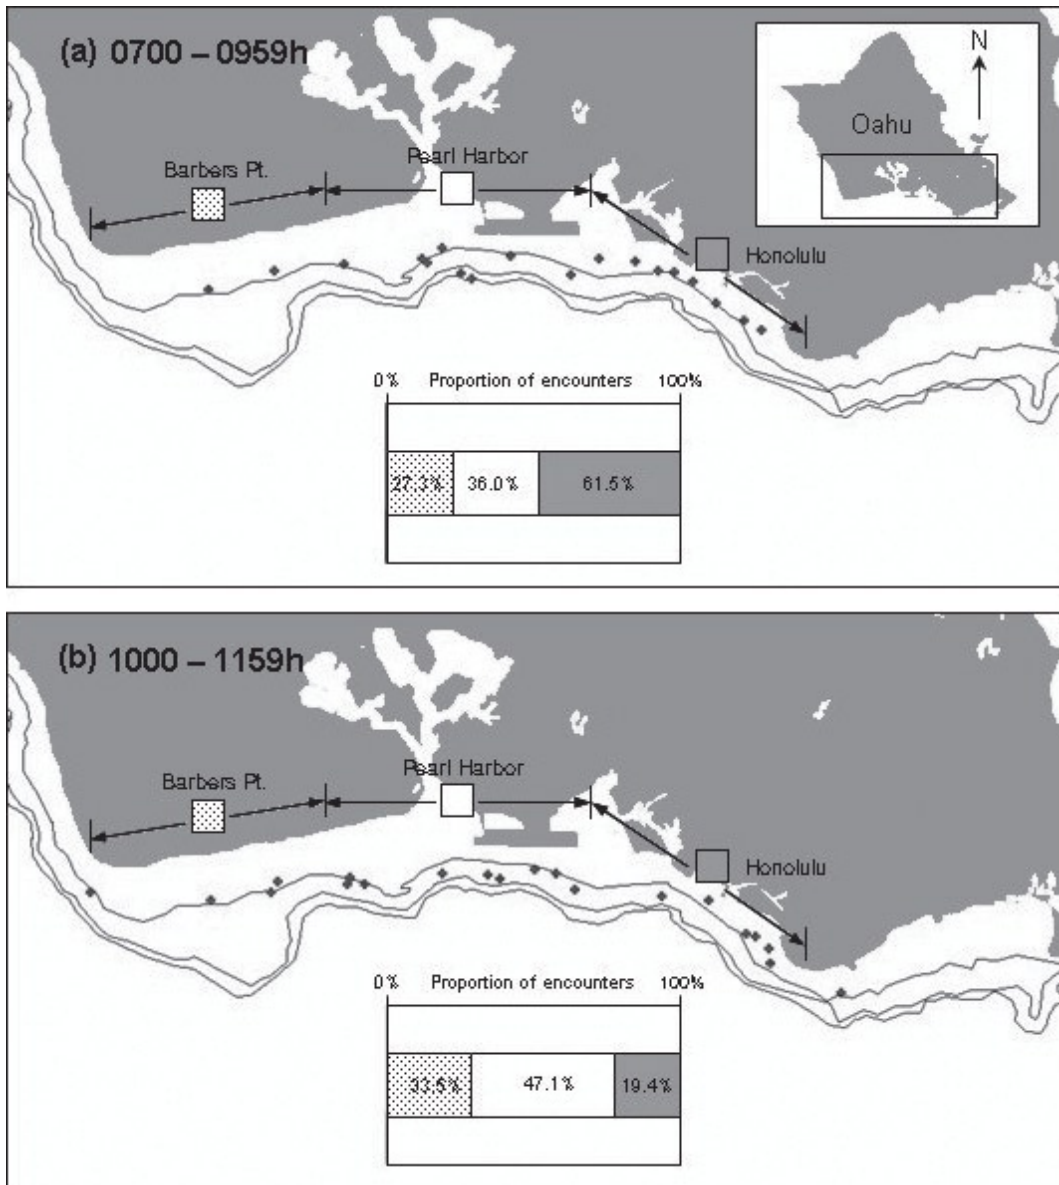 (a) 0700 – 0959h
N
Oahu
Pearl Harbor
Barbers Pt.
Honolulu
0% Proportion of encounters 100%
27.3% 36.0% 61.5%
(b) 1000 – 1159h
Pearl Harbor
Barbers Pt.
Honolulu
0% Proportion of encounters 100%
33.5% 47.1% 19.4%